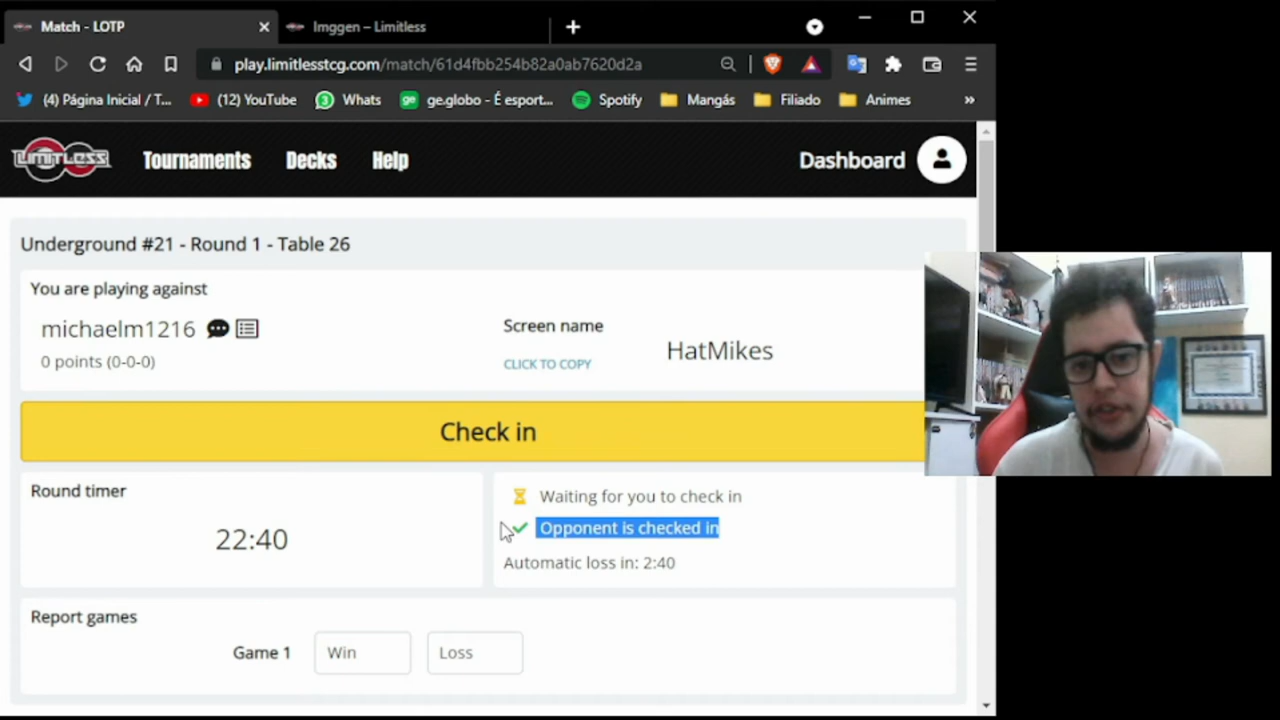 Match - LOTP
Imggen – Limitless
play.limitlesstcg.com/match/61d4fbb254b82a0ab7620d2a
(4) Página Inicial / T...
(12) YouTube
Whats
ge
ge.globo - É esport...
Spotify
Mangás
Filiado
Animes
»
LIMITLESS
Tournaments
Decks
Help
Dashboard
Underground #21 - Round 1 - Table 26
You are playing against
michaelm1216
0 points (0-0-0)
Screen name
CLICK TO COPY
HatMikes
Check in
Round timer
22:40
Waiting for you to check in
Opponent is checked in
Automatic loss in: 2:40
Report games
Game 1
Win
Loss